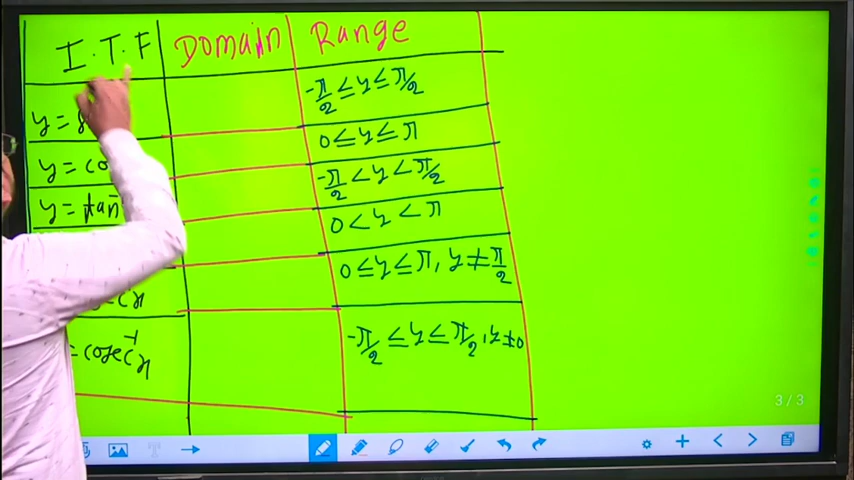 I.T.F Domain Range
y = -π/2 ≤ y ≤ π/2
y = co 0 ≤ y ≤ π
y = tan -π/2 < y < π/2
0 < y < π
0 ≤ y ≤ π, y ≠ π/2
= cosec⁻¹x -π/2 ≤ y ≤ π/2, y ≠ 0
3 / 3